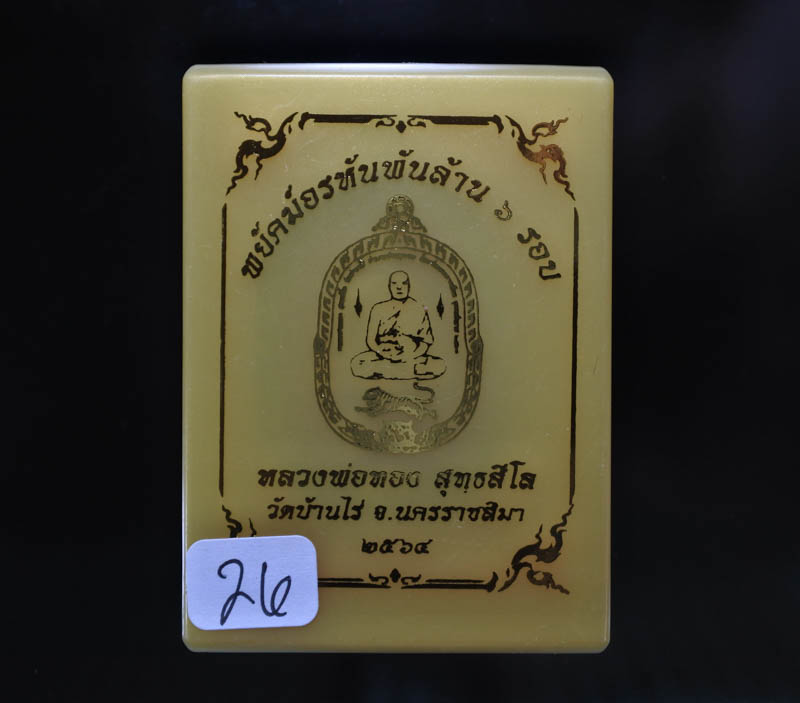 พยัคฆ์อรหันพันล้าน ๖ รอบ
หลวงพ่อทอง สุทธสีโล
วัดบ้านไร่ จ.นครราชสิมา
๒๕๖๔
26